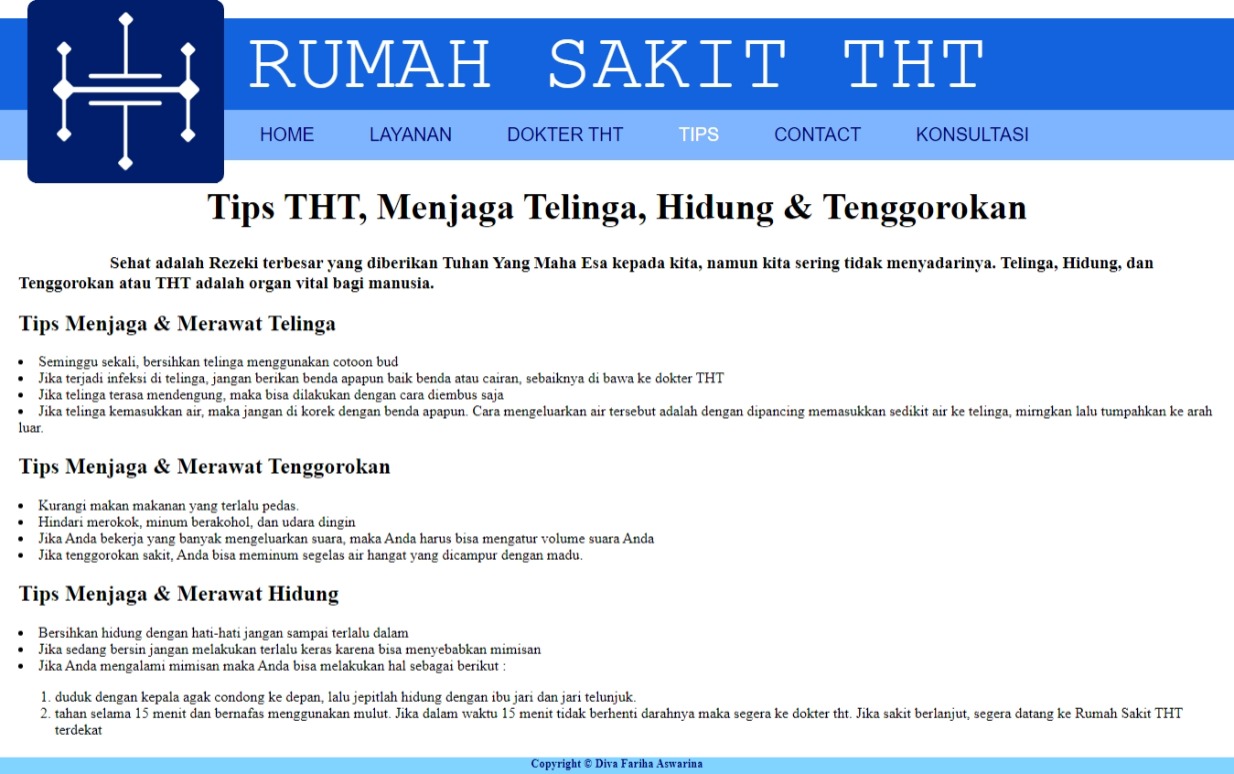 RUMAH SAKIT THT
HOME LAYANAN DOKTER THT TIPS CONTACT KONSULTASI
Tips THT, Menjaga Telinga, Hidung & Tenggorokan
Sehat adalah Rezeki terbesar yang diberikan Tuhan Yang Maha Esa kepada kita, namun kita sering tidak menyadarinya. Telinga, Hidung, dan
Tenggorokan atau THT adalah organ vital bagi manusia.
Tips Menjaga & Merawat Telinga
• Seminggu sekali, bersihkan telinga menggunakan cotoon bud
• Jika terjadi infeksi di telinga, jangan berikan benda apapun baik benda atau cairan, sebaiknya di bawa ke dokter THT
• Jika telinga terasa mendengung, maka bisa dilakukan dengan cara diembus saja
• Jika telinga kemasukkan air, maka jangan di korek dengan benda apapun. Cara mengeluarkan air tersebut adalah dengan dipancing memasukkan sedikit air ke telinga, mirngkan lalu tumpahkan ke arah
luar.
Tips Menjaga & Merawat Tenggorokan
• Kurangi makan makanan yang terlalu pedas.
• Hindari merokok, minum berakohol, dan udara dingin
• Jika Anda bekerja yang banyak mengeluarkan suara, maka Anda harus bisa mengatur volume suara Anda
• Jika tenggorokan sakit, Anda bisa meminum segelas air hangat yang dicampur dengan madu.
Tips Menjaga & Merawat Hidung
• Bersihkan hidung dengan hati-hati jangan sampai terlalu dalam
• Jika sedang bersin jangan melakukan terlalu keras karena bisa menyebabkan mimisan
• Jika Anda mengalami mimisan maka Anda bisa melakukan hal sebagai berikut :
1. duduk dengan kepala agak condong ke depan, lalu jepitlah hidung dengan ibu jari dan jari telunjuk.
2. tahan selama 15 menit dan bernafas menggunakan mulut. Jika dalam waktu 15 menit tidak berhenti darahnya maka segera ke dokter tht. Jika sakit berlanjut, segera datang ke Rumah Sakit THT
terdekat
Copyright © Diva Fariha Aswarina